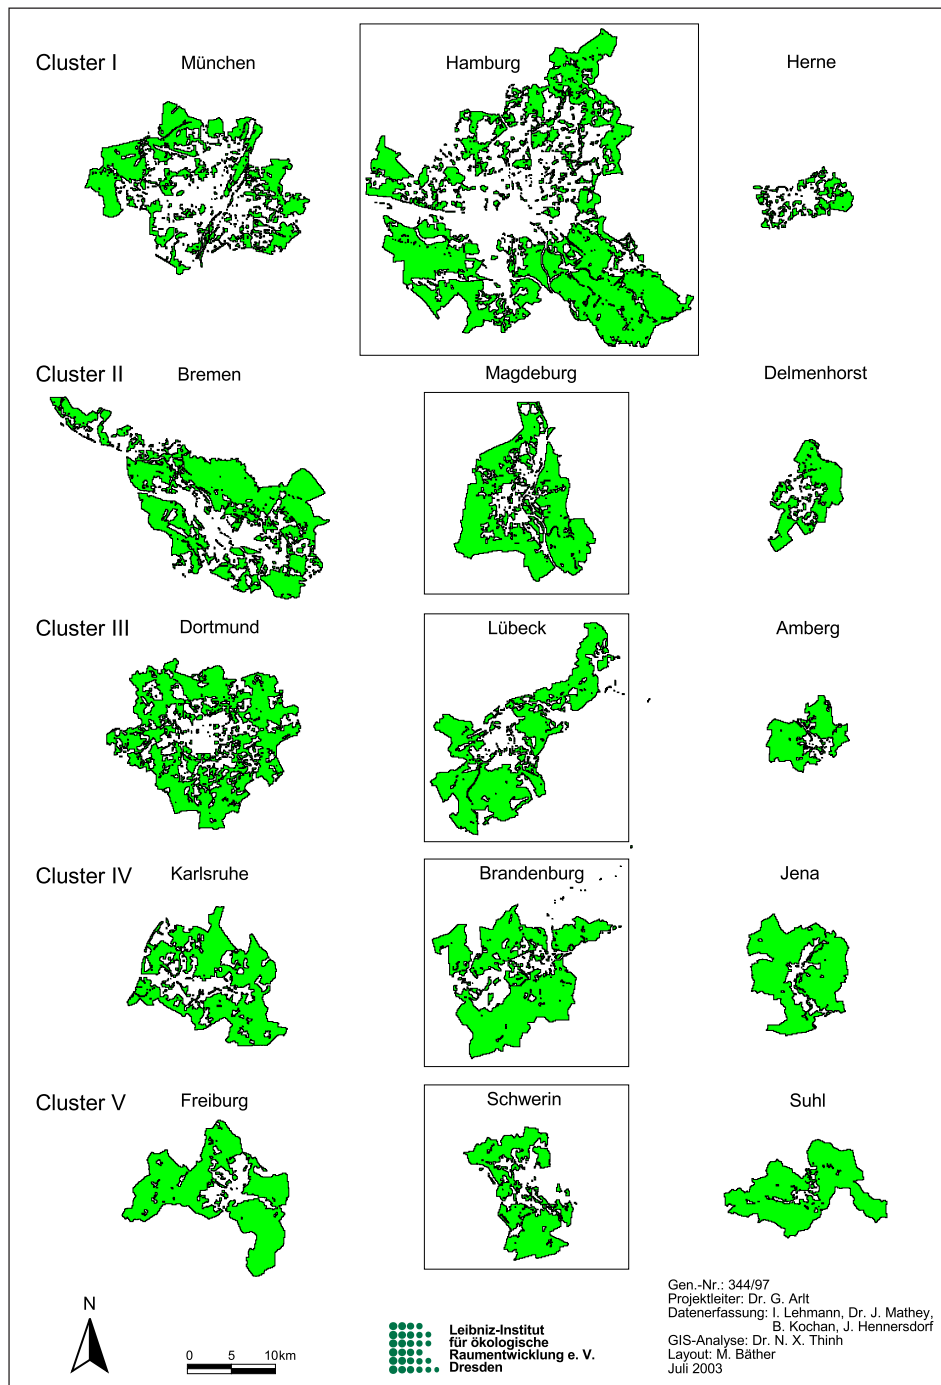 Cluster I
München
Hamburg
Herne
Cluster II
Bremen
Magdeburg
Delmenhorst
Cluster III
Dortmund
Lübeck
Amberg
Cluster IV
Karlsruhe
Brandenburg
Jena
Cluster V
Freiburg
Schwerin
Suhl
N
0 5 10km
Leibniz-Institut
für ökologische
Raumentwicklung e. V.
Dresden
Gen.-Nr.: 344/97
Projektleiter: Dr. G. Arlt
Datenerfassung: I. Lehmann, Dr. J. Mathey,
B. Kochan, J. Hennersdorf
GIS-Analyse: Dr. N. X. Thinh
Layout: M. Bäther
Juli 2003